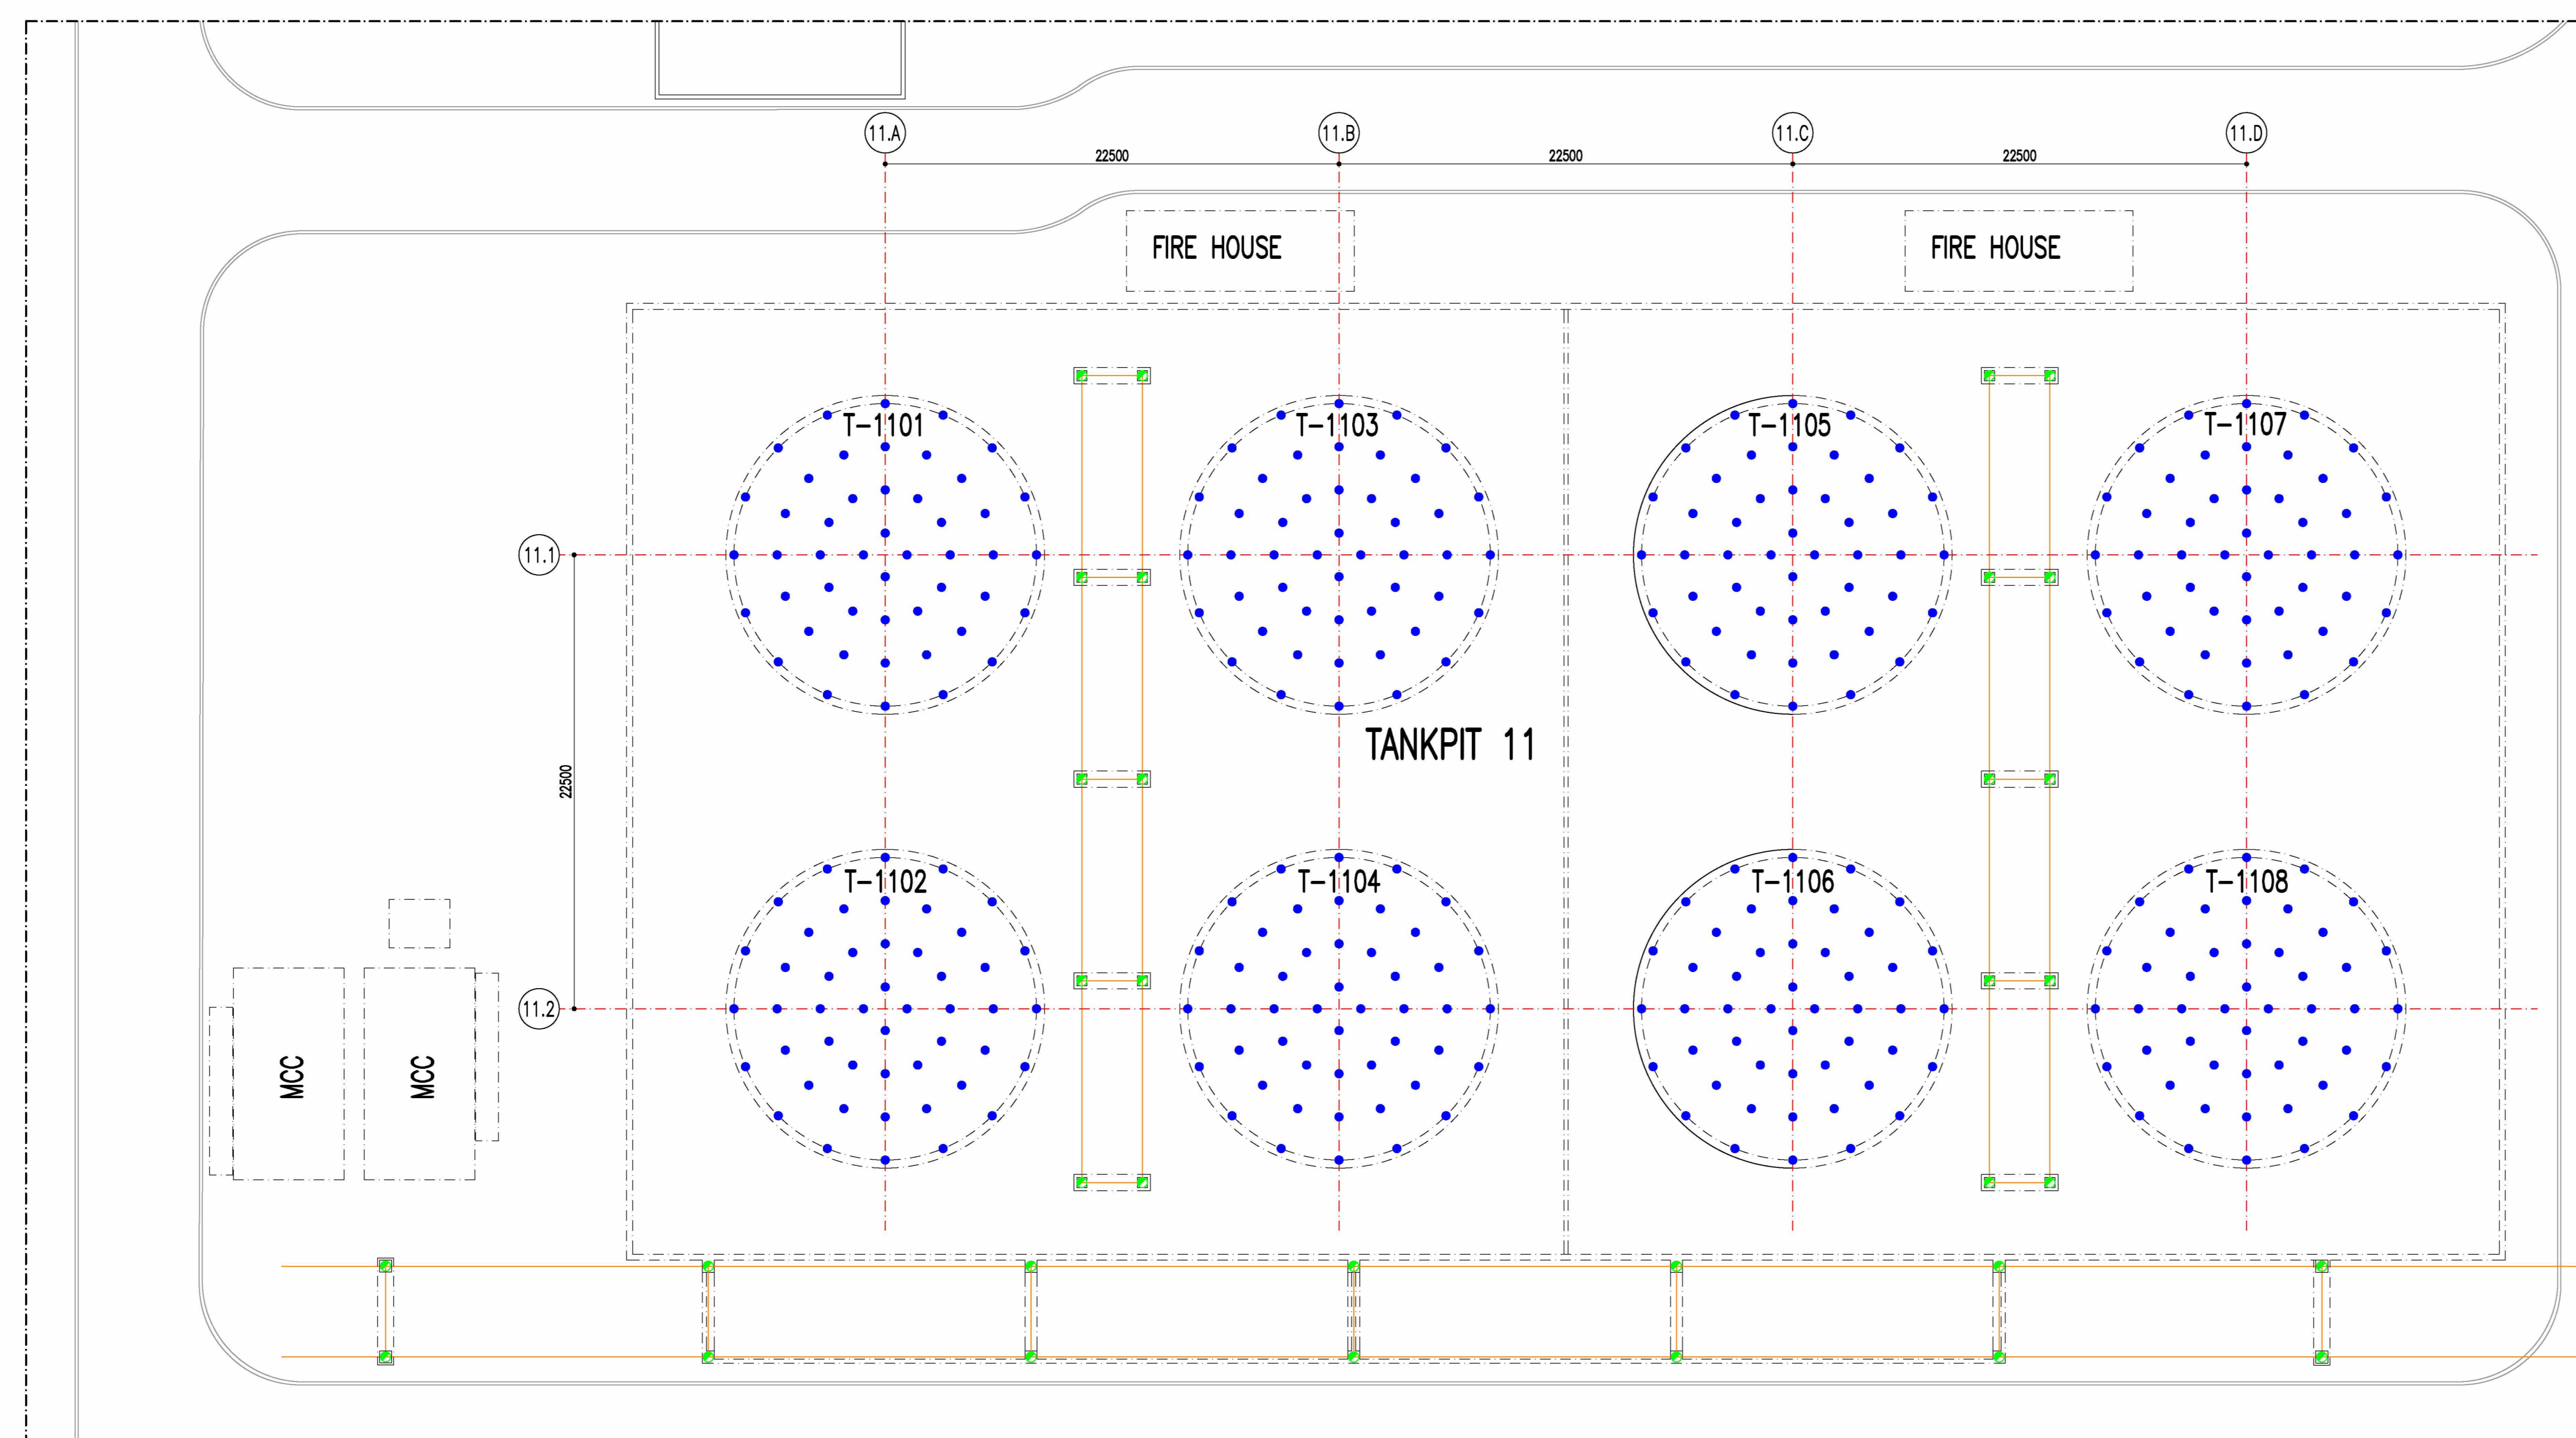 11.A
11.B
11.C
11.D
22500
22500
22500
FIRE HOUSE
FIRE HOUSE
T-1101
T-1103
T-1105
T-1107
11.1
TANKPIT 11
22500
T-1102
T-1104
T-1106
T-1108
11.2
MCC
MCC